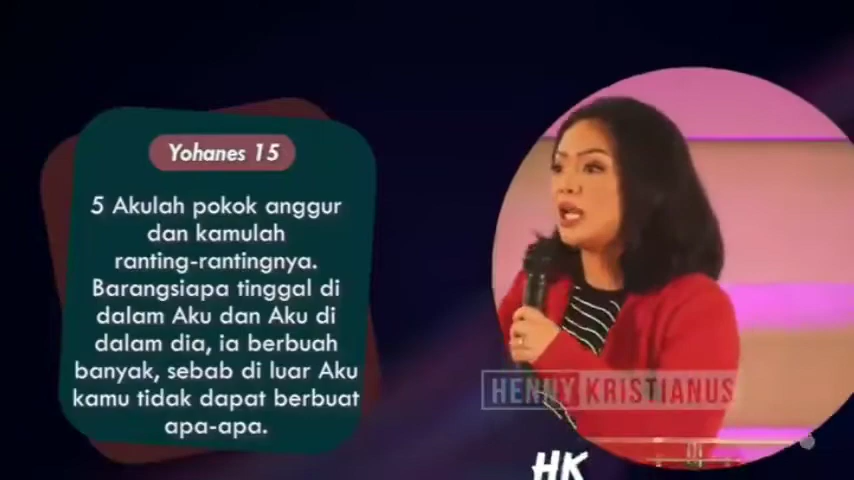 Yohanes 15
5 Akulah pokok anggur
dan kamulah
ranting-rantingnya.
Barangsiapa tinggal di
dalam Aku dan Aku di
dalam dia, ia berbuah
banyak, sebab di luar Aku
kamu tidak dapat berbuat
apa-apa.
HENNY KRISTIANUS
HK